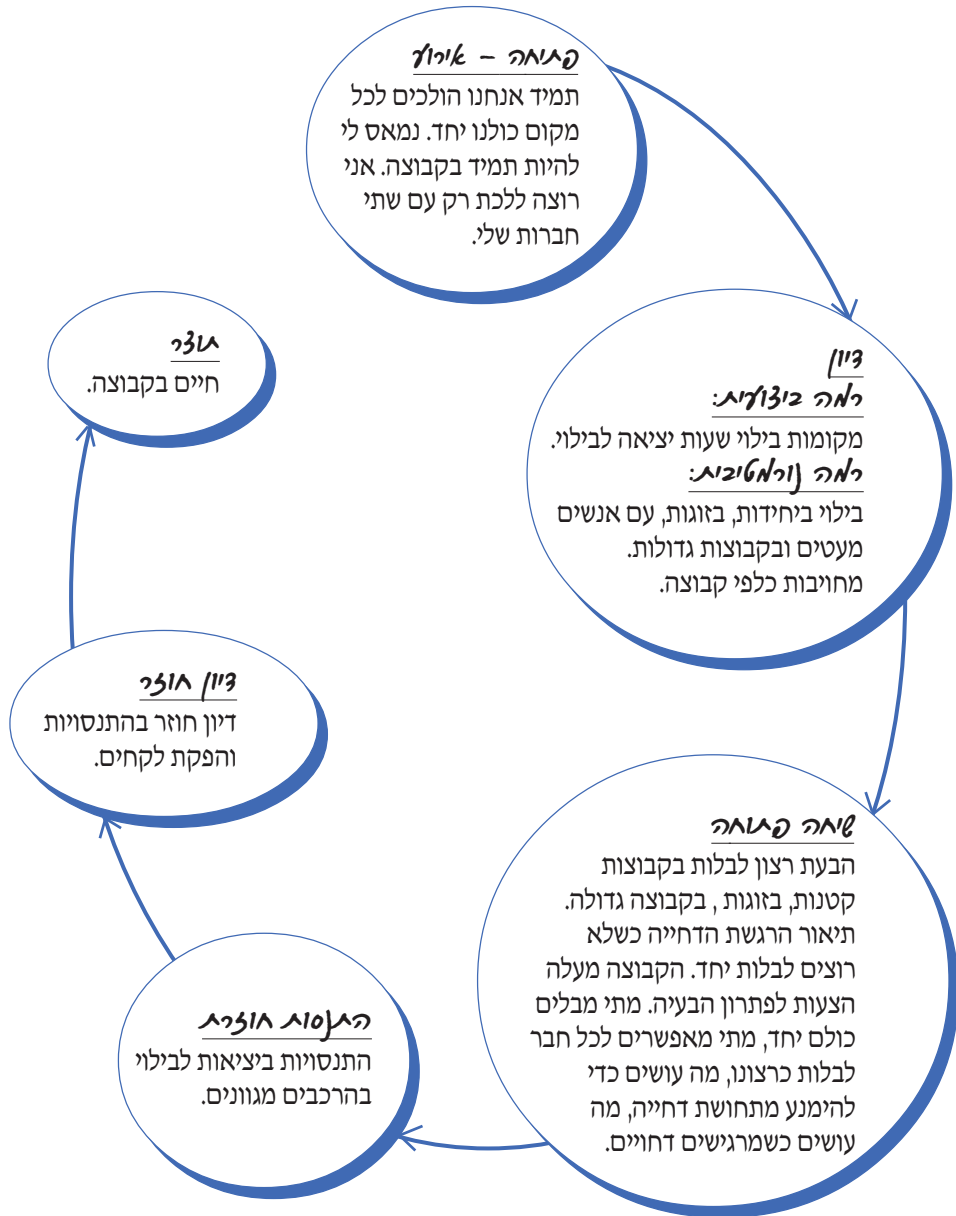 פתיחה – אירוע
תמיד אנחנו הולכים לכל
מקום כולנו יחד. נמאס לי
להיות תמיד בקבוצה. אני
רוצה ללכת רק עם שתי
חברות שלי.
דיון
רמה ביצועית:
מקומות בילוי שעות יציאה לבילוי.
רמה נורמטיבית:
בילוי ביחידות, בזוגות, עם אנשים
מעטים ובקבוצות גדולות.
מחויבות כלפי קבוצה.
שיחה פתוחה
הבעת רצון לבלות בקבוצות
קטנות, בזוגות , בקבוצה גדולה.
תיאור הרגשת הדחייה כשלא
רוצים לבלות יחד. הקבוצה מעלה
הצעות לפתרון הבעיה. מתי מבלים
כולם יחד, מתי מאפשרים לכל חבר
לבלות כרצונו, מה עושים כדי
להימנע מתחושת דחייה, מה
עושים כשמרגישים דחויים.
התנסות חוזרת
התנסויות ביציאות לבילוי
בהרכבים מגוונים.
דיון חוזר
דיון חוזר בהתנסויות
והפקת לקחים.
תוצר
חיים בקבוצה.